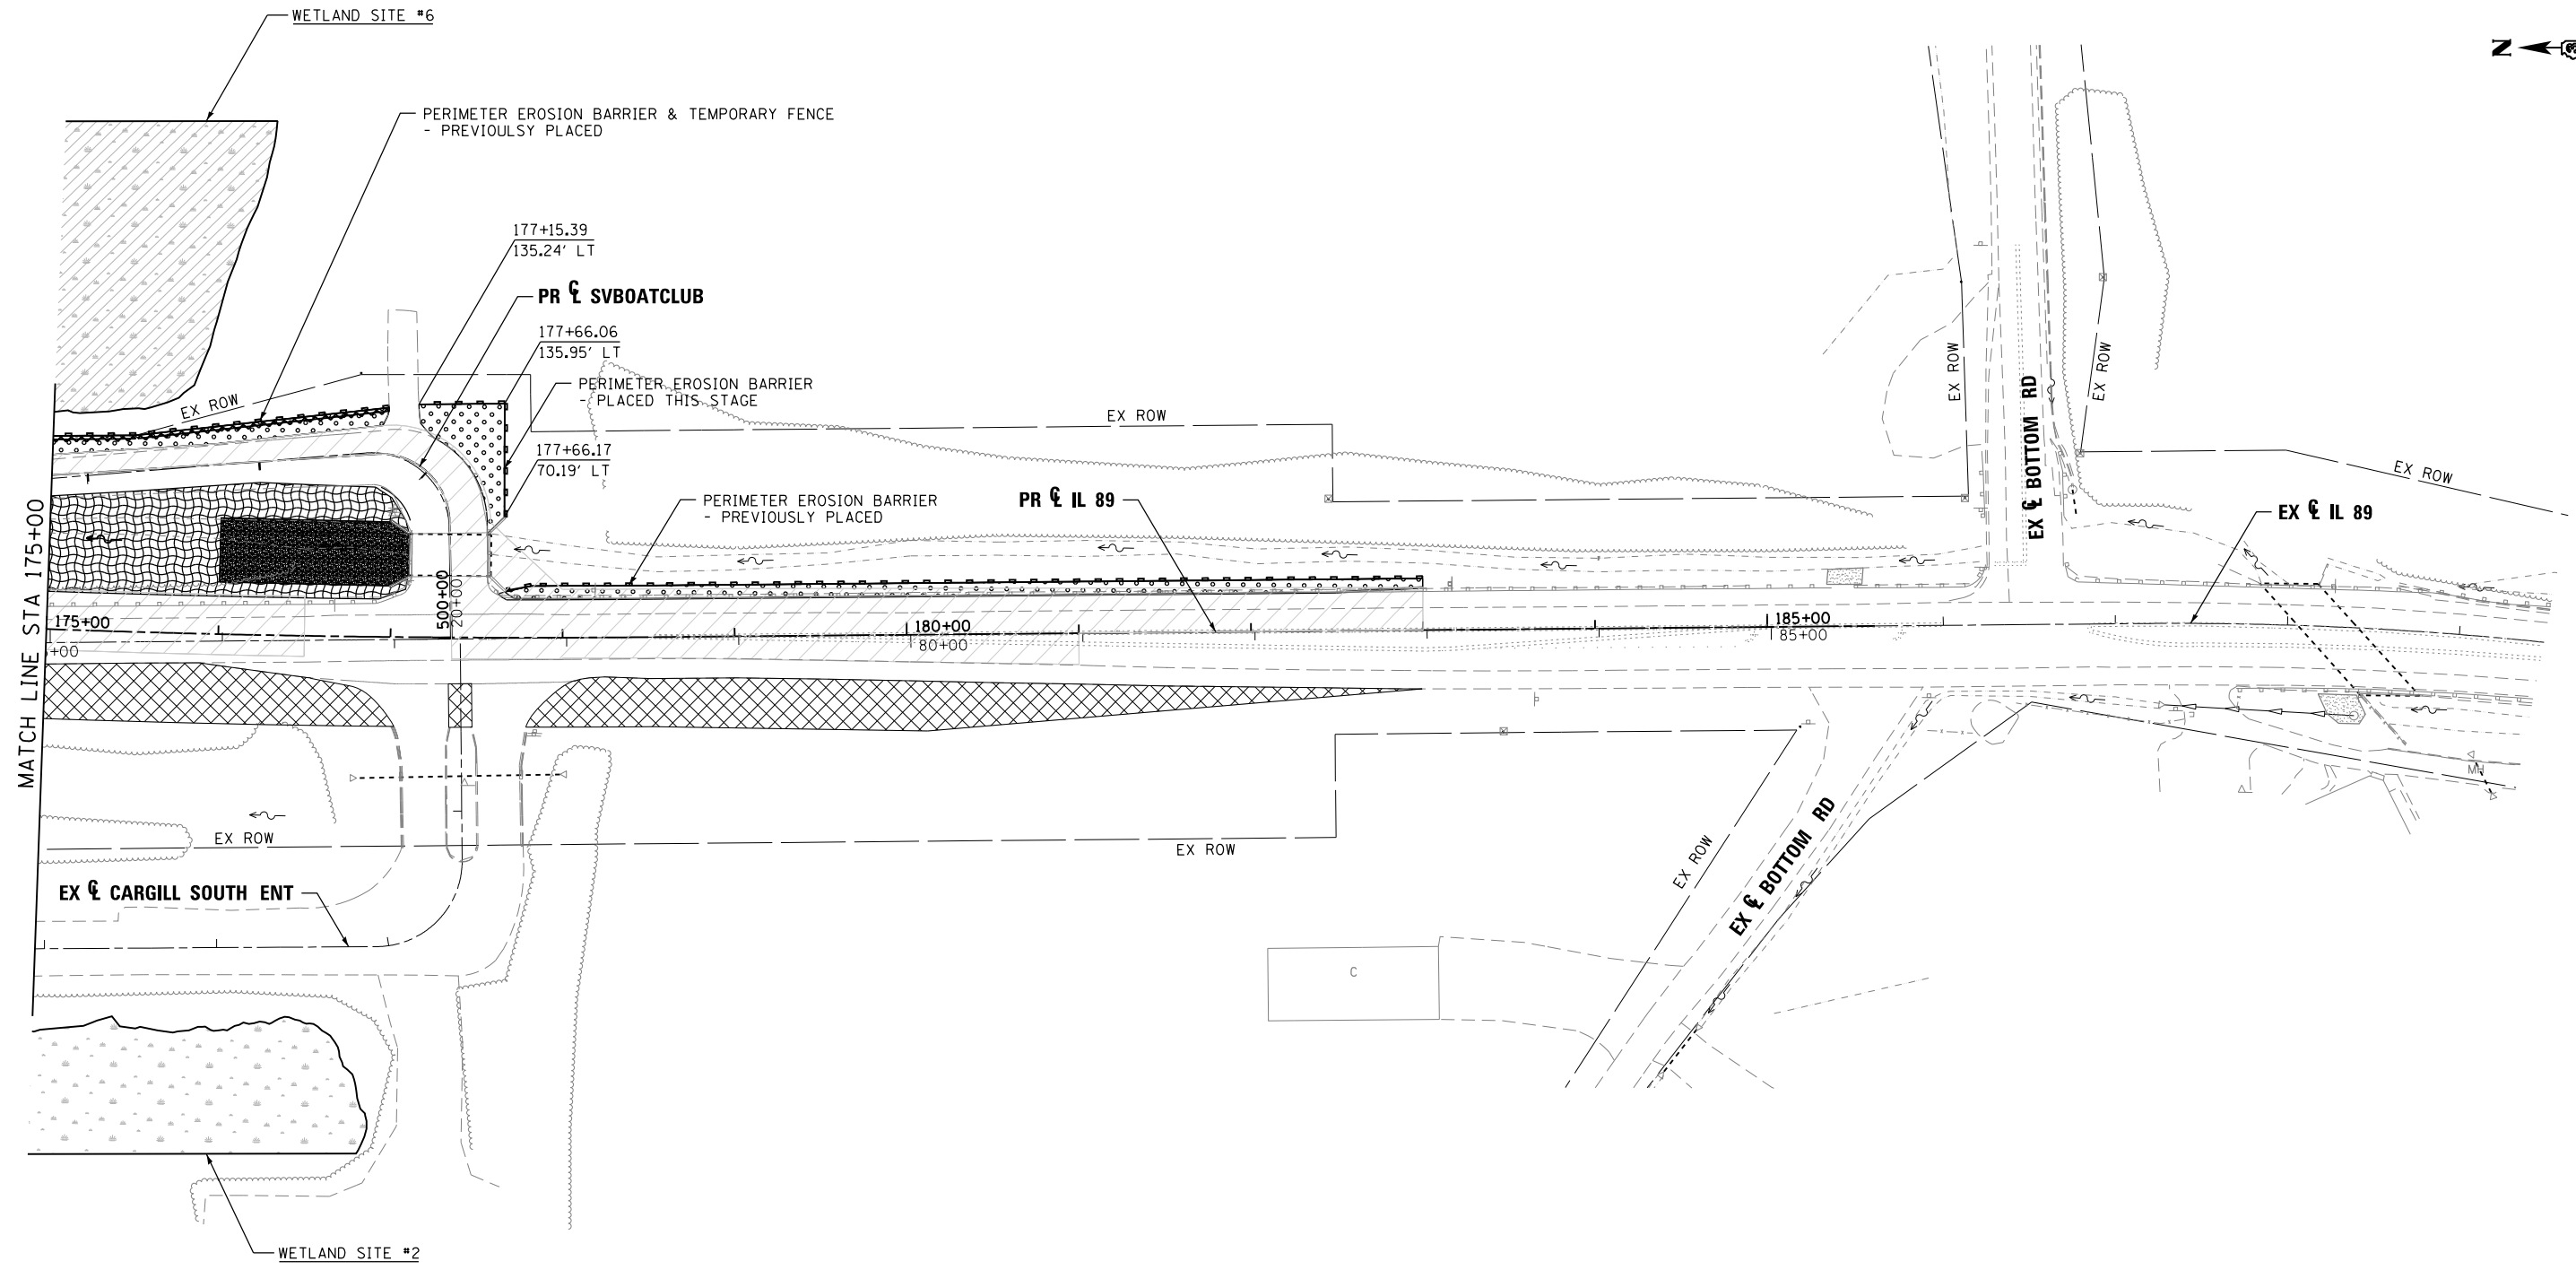 WETLAND SITE #6
N
PERIMETER EROSION BARRIER & TEMPORARY FENCE
- PREVIOULSY PLACED
177+15.39
135.24' LT
PR ℄ SVBOATCLUB
177+66.06
135.95' LT
PERIMETER EROSION BARRIER
- PLACED THIS STAGE
EX ROW
EX ROW
EX ROW
EX ROW
EX ROW
177+66.17
70.19' LT
PERIMETER EROSION BARRIER
- PREVIOUSLY PLACED
PR ℄ IL 89
EX ℄ BOTTOM RD
EX ℄ IL 89
MATCH LINE STA 175+00
175+00
+00
500+00
20+00
180+00
80+00
185+00
85+00
MH
EX ROW
EX ROW
EX ROW
EX ℄ BOTTOM RD
EX ℄ CARGILL SOUTH ENT
C
WETLAND SITE #2